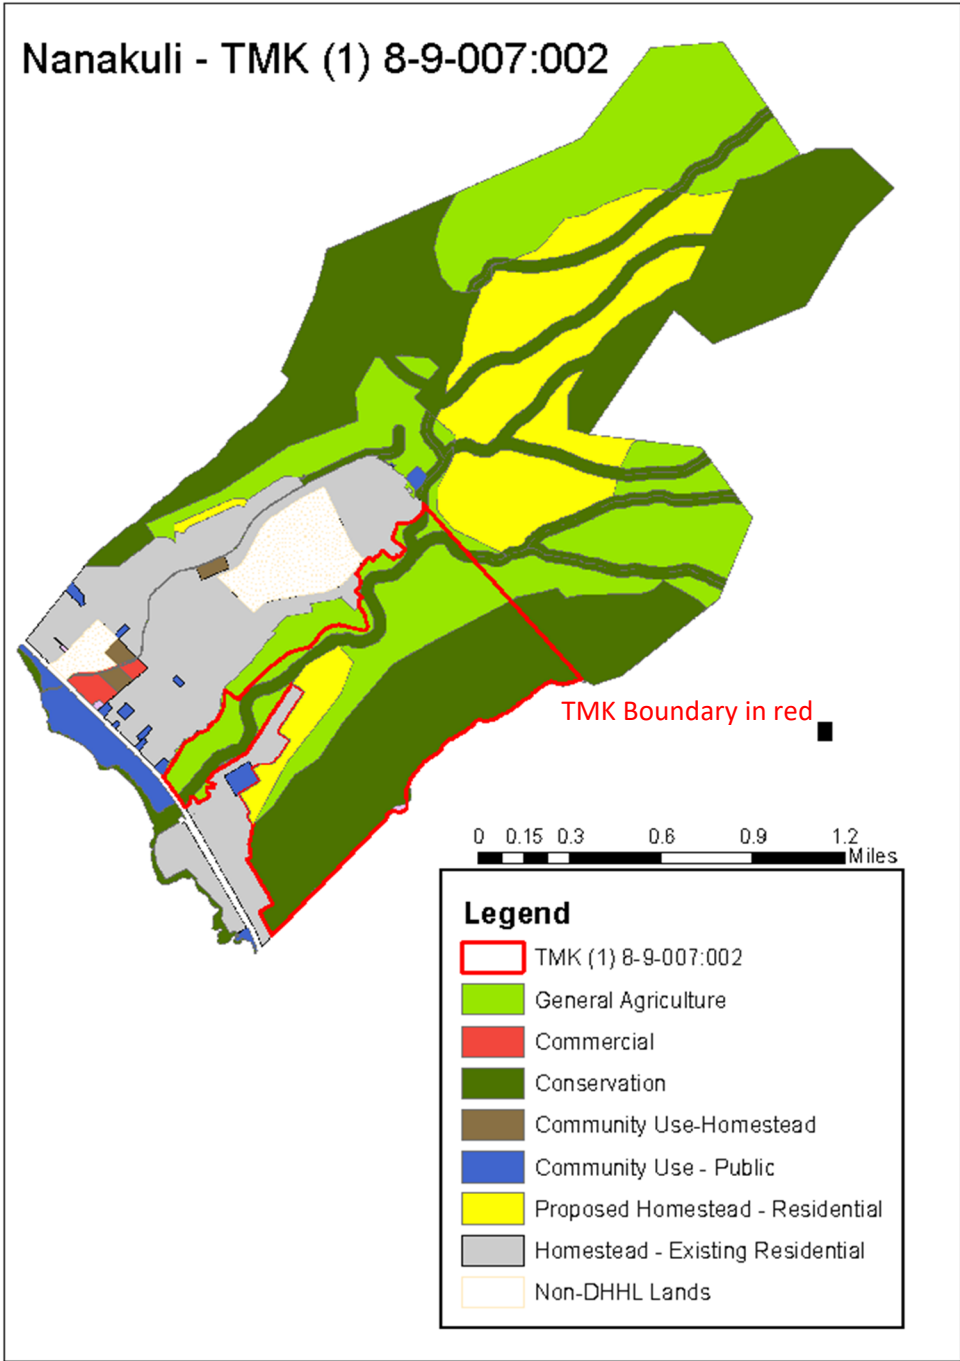 Nanakuli - TMK (1) 8-9-007:002
TMK Boundary in red
0 0.15 0.3 0.6 0.9 1.2
Miles
Legend
TMK (1) 8-9-007:002
General Agriculture
Commercial
Conservation
Community Use-Homestead
Community Use - Public
Proposed Homestead - Residential
Homestead - Existing Residential
Non-DHHL Lands